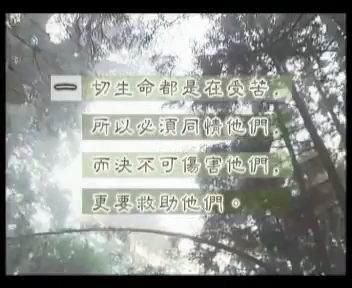 一切生命都是在受苦，
所以必須同情他們，
而決不可傷害他們，
更要救助他們。